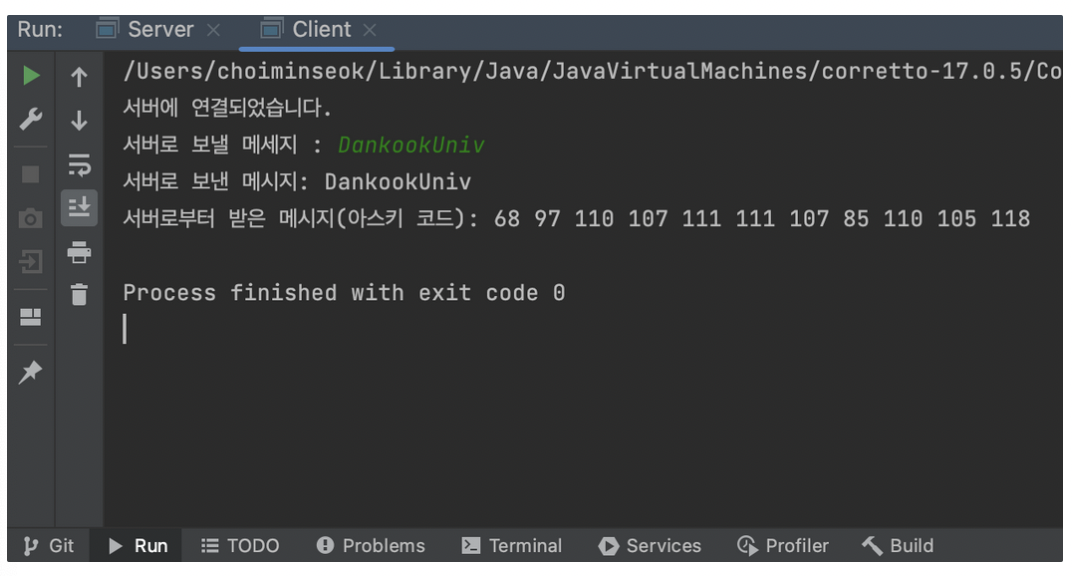 Run: Server Client
/Users/choiminseok/Library/Java/JavaVirtualMachines/corretto-17.0.5/Co
서버에 연결되었습니다.
서버로 보낼 메세지 : DankookUniv
서버로 보낸 메시지: DankookUniv
서버로부터 받은 메시지(아스키 코드): 68 97 110 107 111 111 107 85 110 105 118
Process finished with exit code 0
Git Run TODO Problems Terminal Services Profiler Build